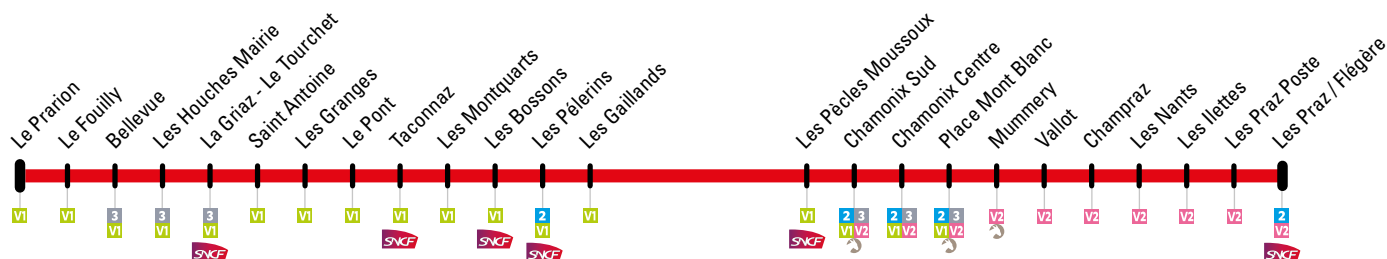 Le Prarion
Le Fouilly
Bellevue
Les Houches Mairie
La Griaz - Le Tourchet
Saint Antoine
Les Granges
Le Pont
Taconnaz
Les Montquarts
Les Bossons
Les Pélerins
Les Gaillands
Les Pècles Moussoux
Chamonix Sud
Chamonix Centre
Place Mont Blanc
Mummery
Vallot
Champraz
Les Nants
Les Ilettes
Les Praz Poste
Les Praz / Flégère
V1 V1 3 3 3 V1 V1 V1 V1 V1 V1 2 V1 V1 2 3 2 3 2 3 V2 V2 V2 V2 V2 V2 2
V1 V1 V1 V1 V1 V2 V1 V2 V1 V2 V2
SNCF SNCF SNCF SNCF SNCF SNCF